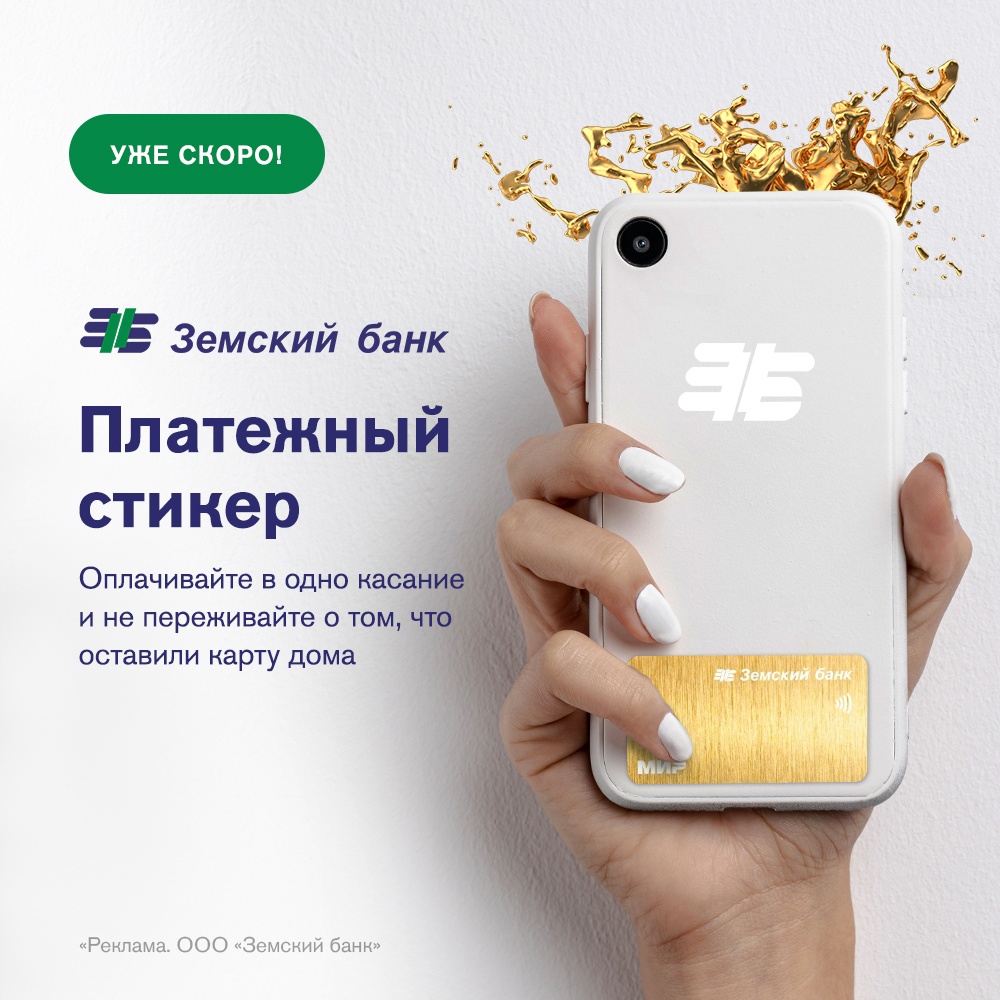 УЖЕ СКОРО!
Земский банк
Платежный
стикер
Оплачивайте в одно касание
и не переживайте о том, что
оставили карту дома
Земский банк
МИР
«Реклама. ООО «Земский банк»